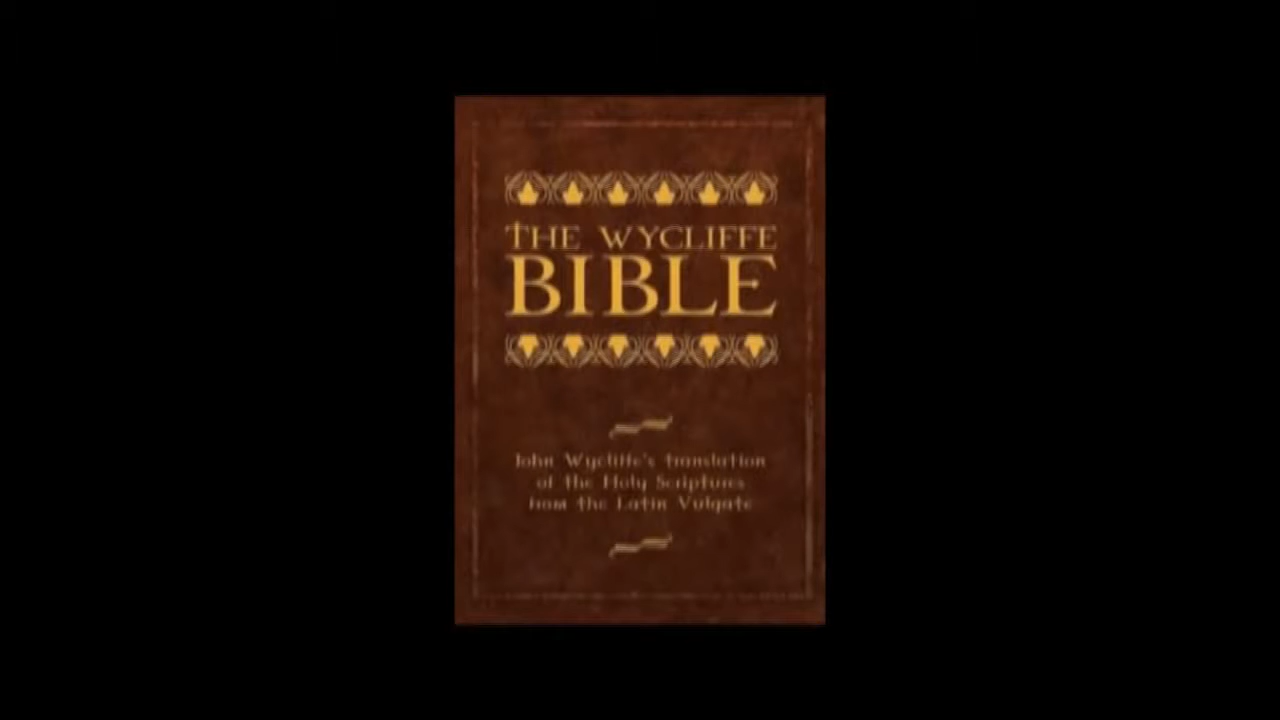 THE WYCLIFFE
BIBLE
John Wycliffe's translation
of the Holy Scriptures
from the Latin Vulgate